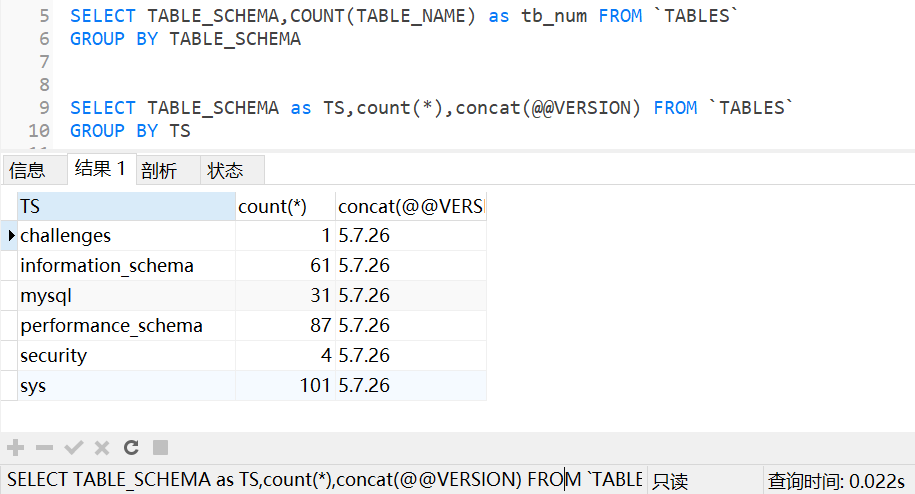 5 SELECT TABLE_SCHEMA,COUNT(TABLE_NAME) as tb_num FROM `TABLES`
6 GROUP BY TABLE_SCHEMA
7
8
9 SELECT TABLE_SCHEMA as TS,count(*),concat(@@VERSION) FROM `TABLES`
10 GROUP BY TS
信息 结果 1 剖析 状态
TS count(*) concat(@@VERS
challenges 1 5.7.26
information_schema 61 5.7.26
mysql 31 5.7.26
performance_schema 87 5.7.26
security 4 5.7.26
sys 101 5.7.26
SELECT TABLE_SCHEMA as TS,count(*),concat(@@VERSION) FROM `TABLE 只读 查询时间: 0.022s